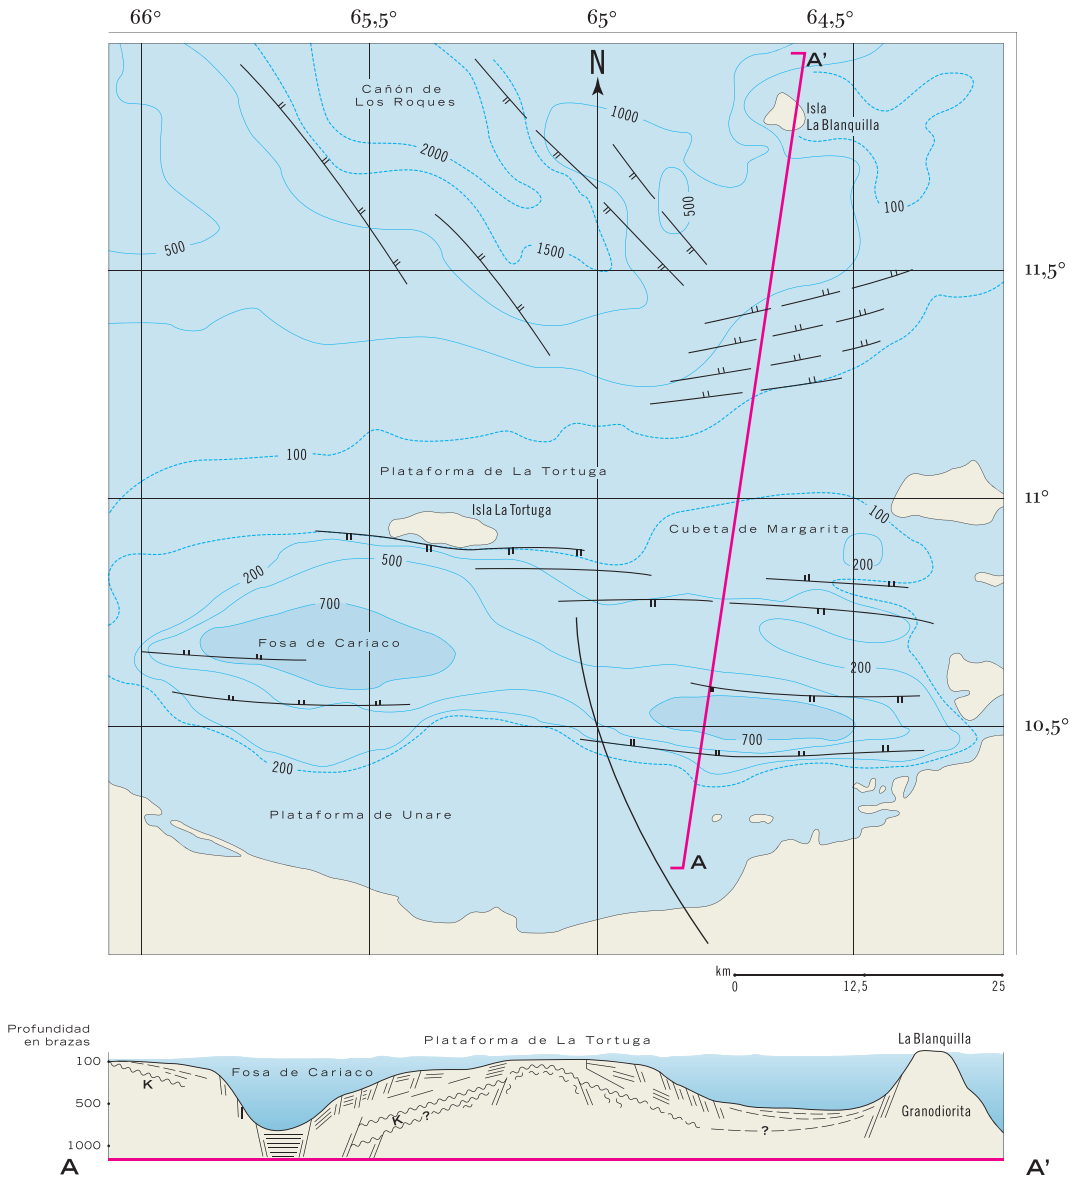 66°
65,5°
65°
64,5°
A'
N
Cañón de
Los Roques
1000
Isla
La Blanquilla
2000
100
500
500
1500
11,5°
100
Plataforma de La Tortuga
11°
Isla La Tortuga
100
Cubeta de Margarita
200
500
200
700
Fosa de Cariaco
200
10,5°
700
200
Plataforma de Unare
A
km
0
12,5
25
Profundidad
en brazas
Plataforma de La Tortuga
La Blanquilla
100
Fosa de Cariaco
K
500
K
?
Granodiorita
?
1000
A
A'